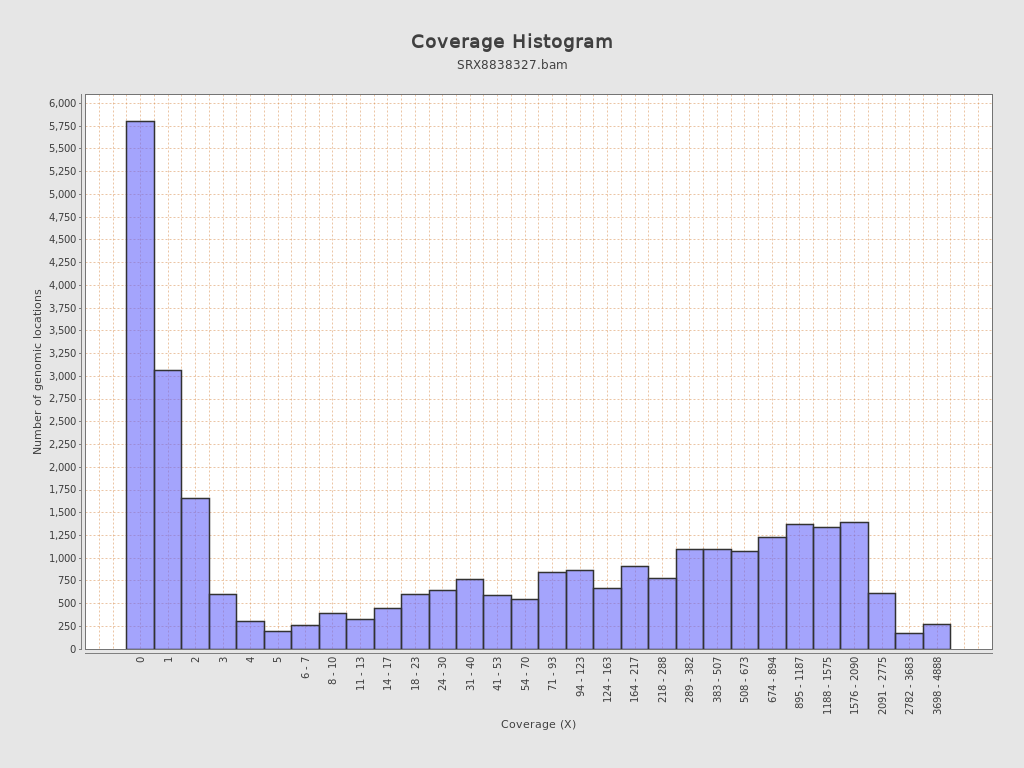 Coverage Histogram
SRX8838327.bam
Number of genomic locations
6,000
5,750
5,500
5,250
5,000
4,750
4,500
4,250
4,000
3,750
3,500
3,250
3,000
2,750
2,500
2,250
2,000
1,750
1,500
1,250
1,000
750
500
250
0
0
1
2
3
4
5
6 - 7
8 - 10
11 - 13
14 - 17
18 - 23
24 - 30
31 - 40
41 - 53
54 - 70
71 - 93
94 - 123
124 - 163
164 - 217
218 - 288
289 - 382
383 - 507
508 - 673
674 - 894
895 - 1187
1188 - 1575
1576 - 2090
2091 - 2775
2782 - 3683
3698 - 4888
Coverage (X)